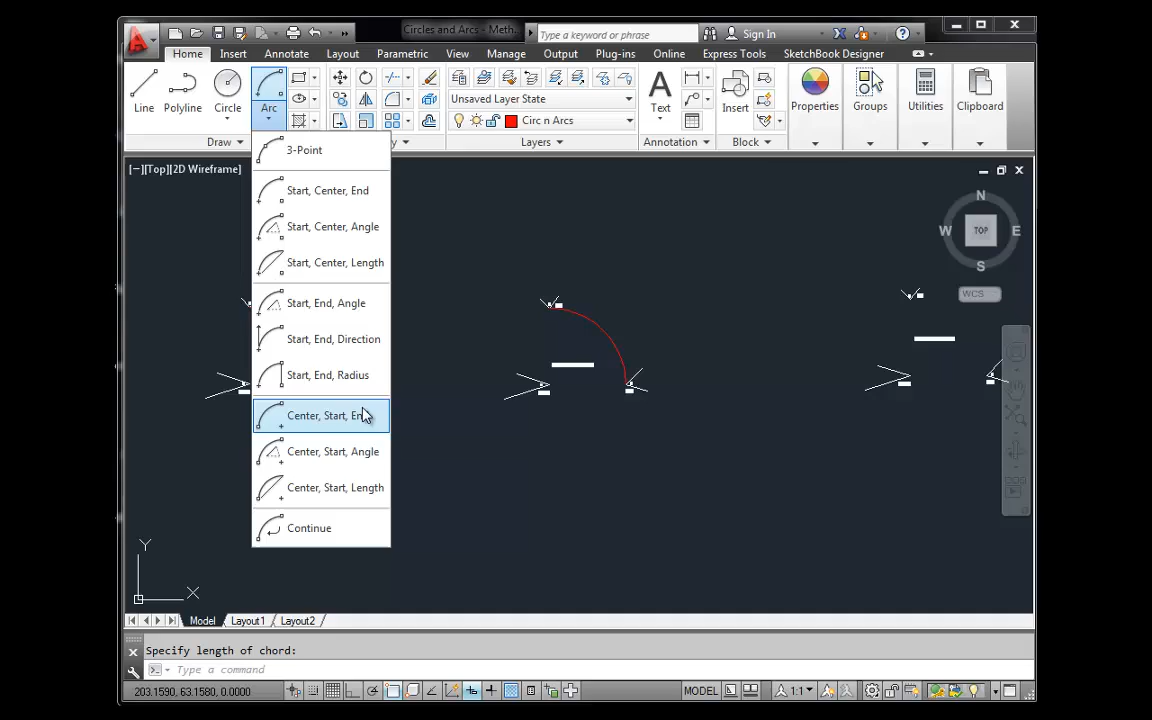 Circles and Arcs - Meth...
Type a keyword or phrase
Sign In
Home
Insert
Annotate
Layout
Parametric
View
Manage
Output
Plug-ins
Online
Express Tools
SketchBook Designer
Line
Polyline
Circle
Arc
Unsaved Layer State
Circ n Arcs
Text
Insert
Properties
Groups
Utilities
Clipboard
Draw
Layers
Annotation
Block
[−][Top][2D Wireframe]
3-Point
Start, Center, End
Start, Center, Angle
Start, Center, Length
Start, End, Angle
Start, End, Direction
Start, End, Radius
Center, Start, End
Center, Start, Angle
Center, Start, Length
Continue
N
W
TOP
E
S
WCS
Y
X
Model
Layout1
Layout2
Specify length of chord:
Type a command
203.1590, 63.1580, 0.0000
MODEL
1:1